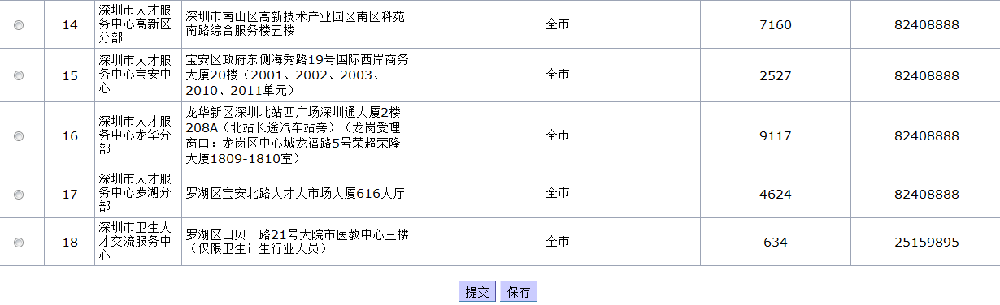 14
深圳市人才服
务中心高新区
分部
深圳市南山区高新技术产业园区南区科苑
南路综合服务楼五楼
全市
7160
82408888
15
深圳市人才服
务中心宝安中
心
宝安区政府东侧海秀路19号国际西岸商务
大厦20楼（2001、2002、2003、
2010、2011单元）
全市
2527
82408888
16
深圳市人才服
务中心龙华分
部
龙华新区深圳北站西广场深圳通大厦2楼
208A（北站长途汽车站旁）（龙岗受理
窗口：龙岗区中心城龙福路5号荣超荣隆
大厦1809-1810室）
全市
9117
82408888
17
深圳市人才服
务中心罗湖分
部
罗湖区宝安北路人才大市场大厦616大厅
全市
4624
82408888
18
深圳市卫生人
才交流服务中
心
罗湖区田贝一路21号大院市医教中心三楼
（仅限卫生计生行业人员）
全市
634
25159895
提交 保存